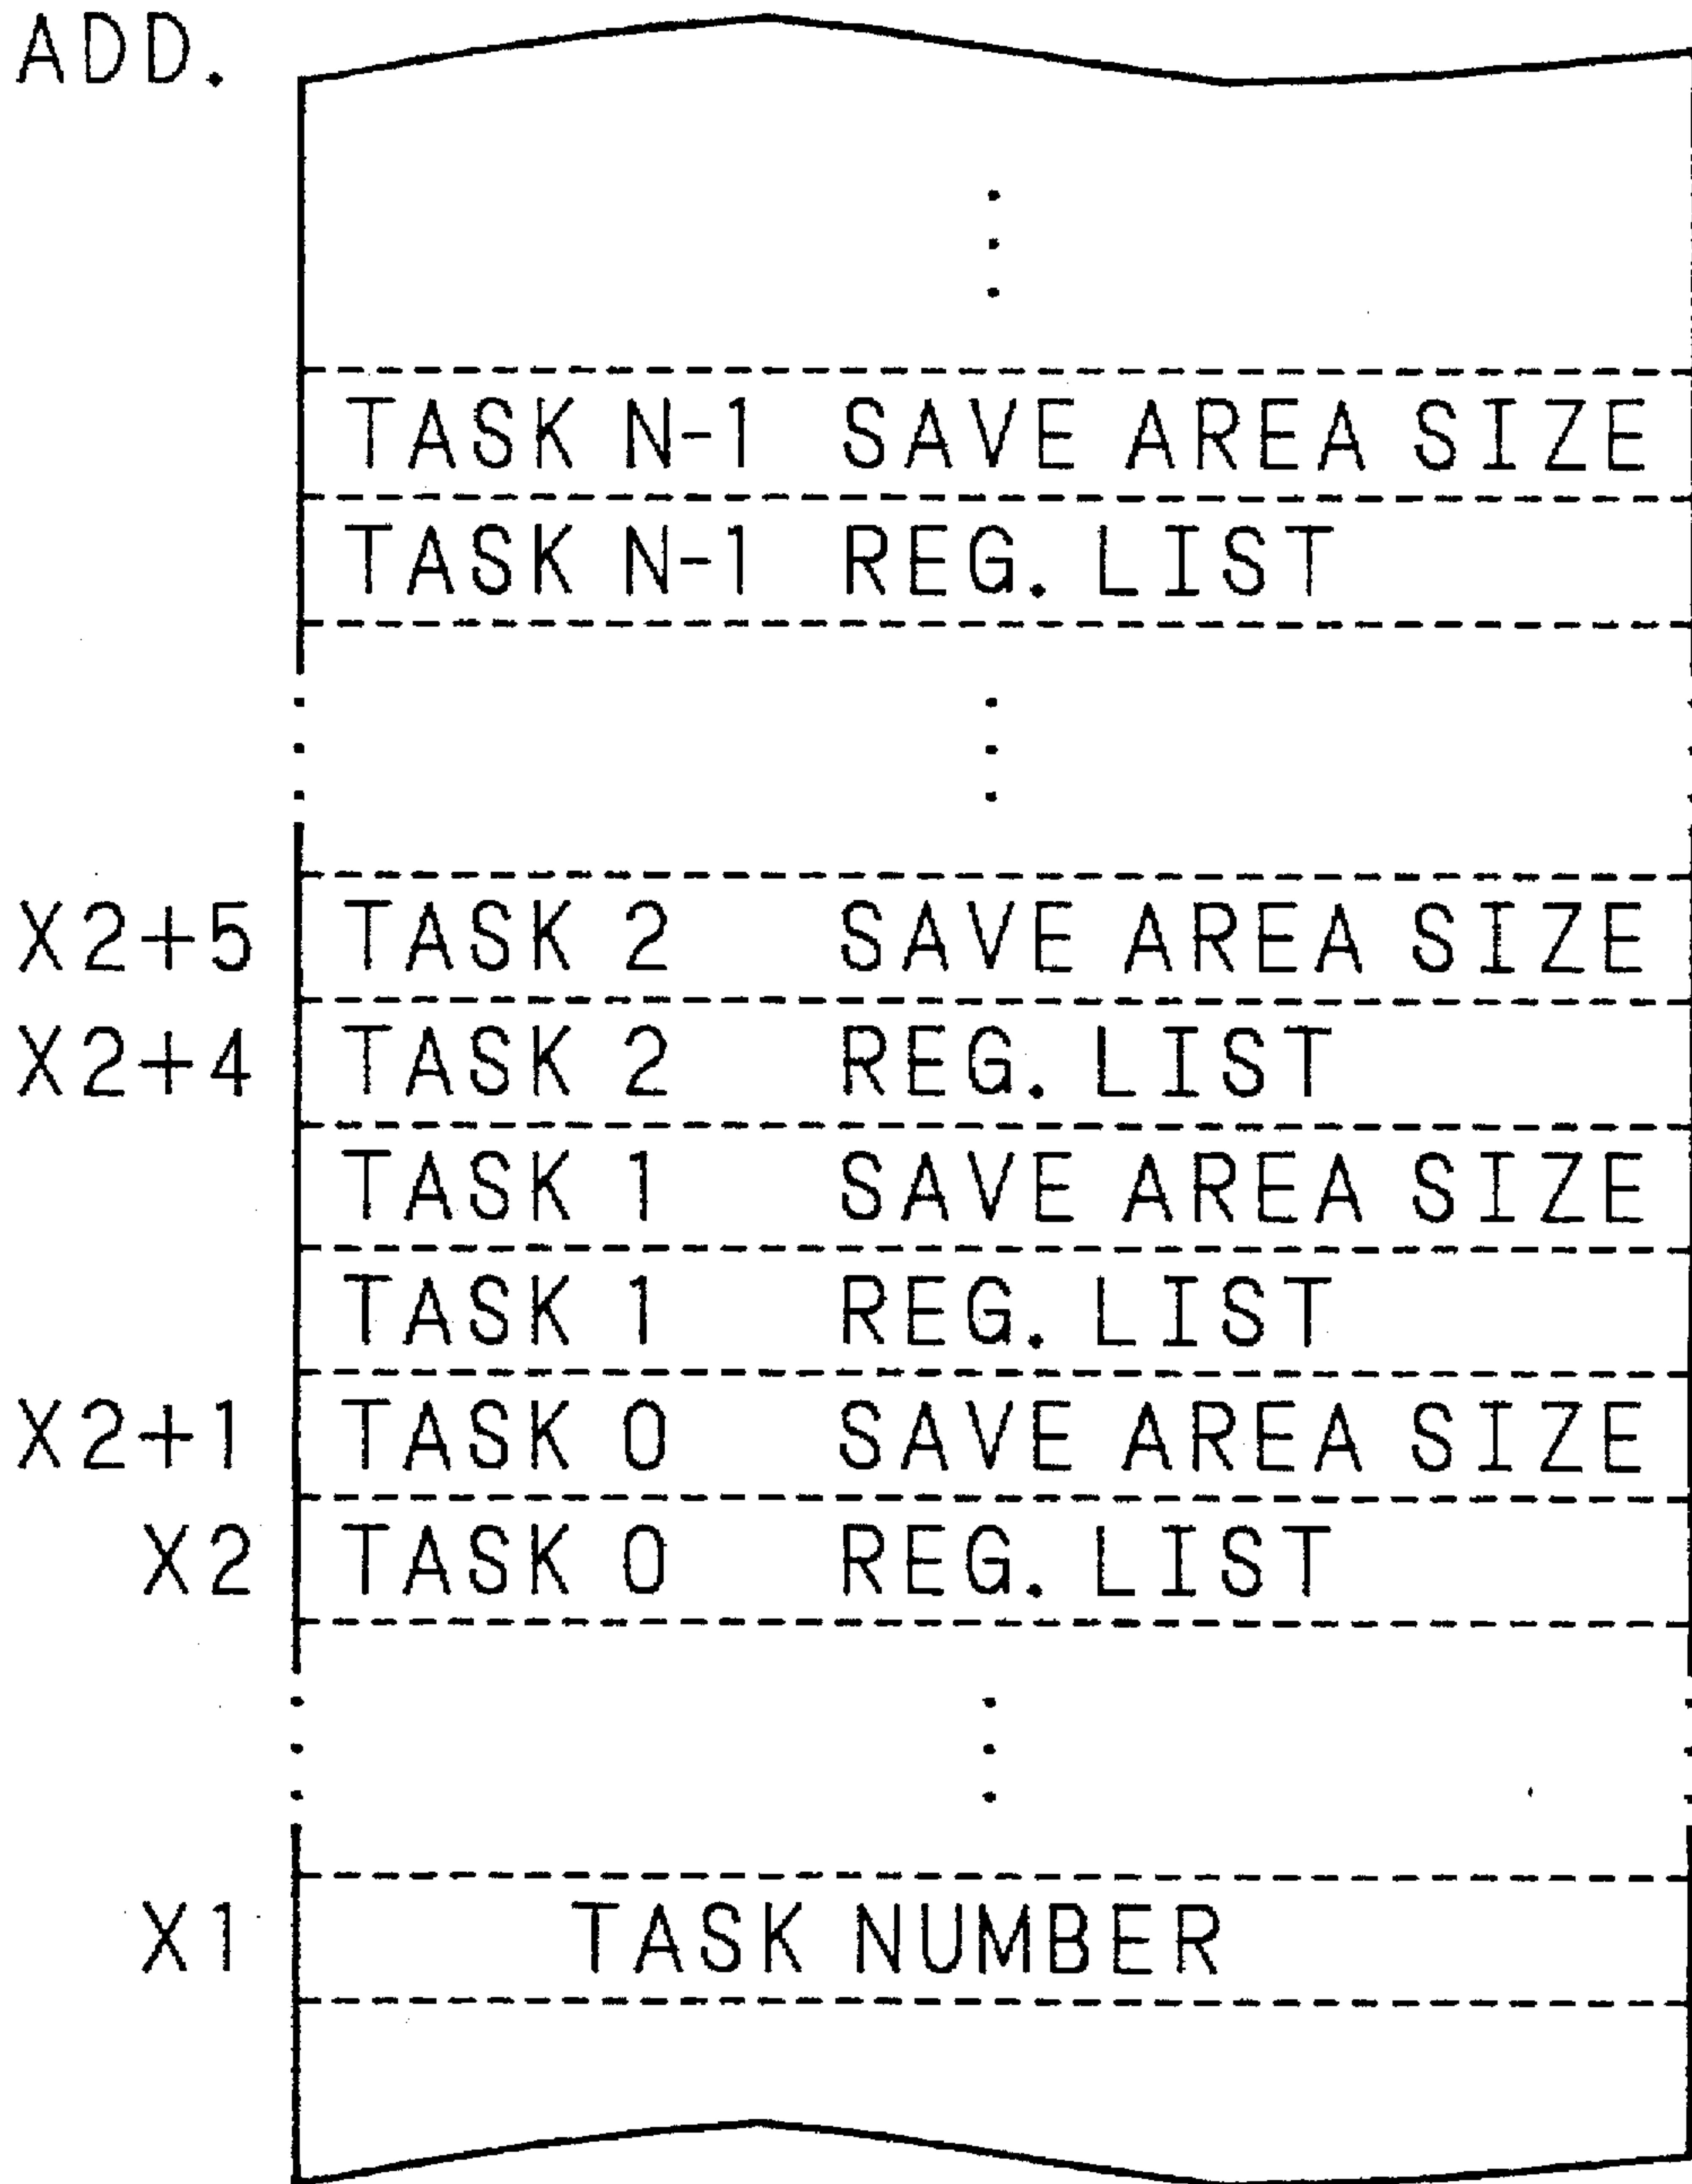 ADD.
TASK N-1 SAVE AREA SIZE
TASK N-1 REG. LIST
X2+5 TASK 2 SAVE AREA SIZE
X2+4 TASK 2 REG. LIST
TASK 1 SAVE AREA SIZE
TASK 1 REG. LIST
X2+1 TASK 0 SAVE AREA SIZE
X2 TASK 0 REG. LIST
X1 TASK NUMBER